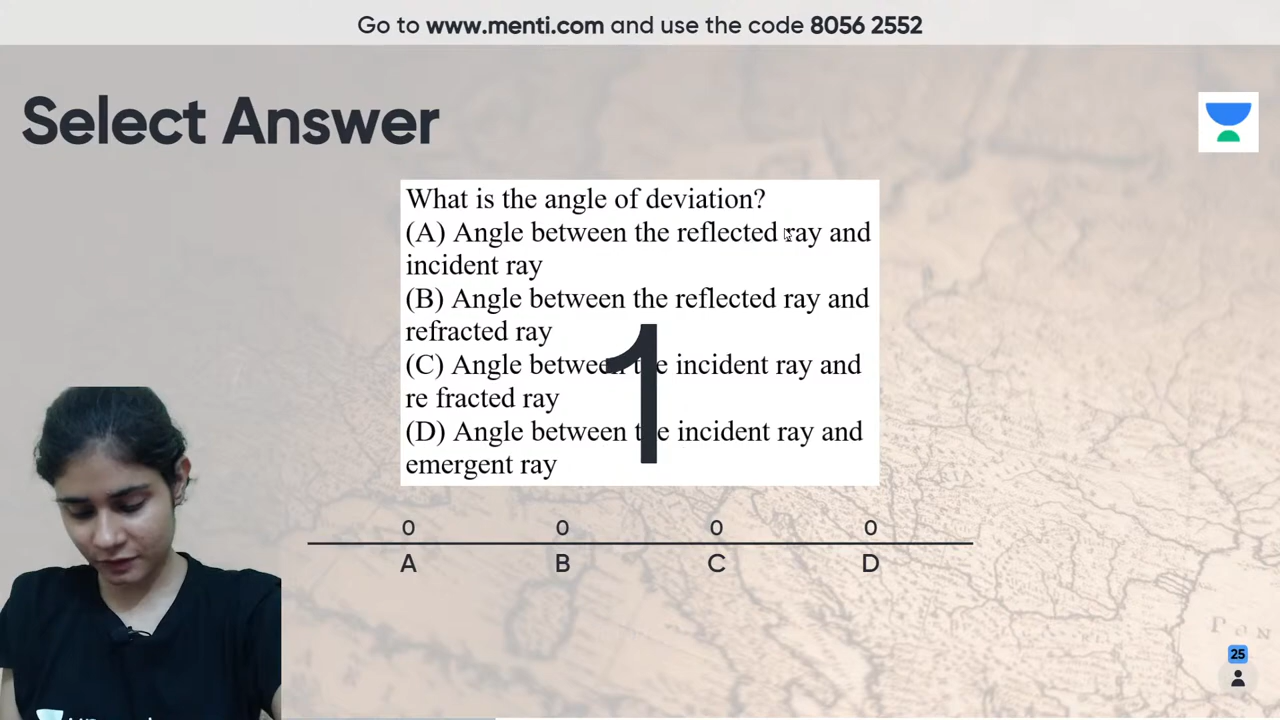 Go to www.menti.com and use the code 8056 2552
Select Answer
What is the angle of deviation?
(A) Angle between the reflected ray and
incident ray
(B) Angle between the reflected ray and
refracted ray
(C) Angle between the incident ray and
re fracted ray
(D) Angle between the incident ray and
emergent ray
1
0 0 0 0
A B C D
25